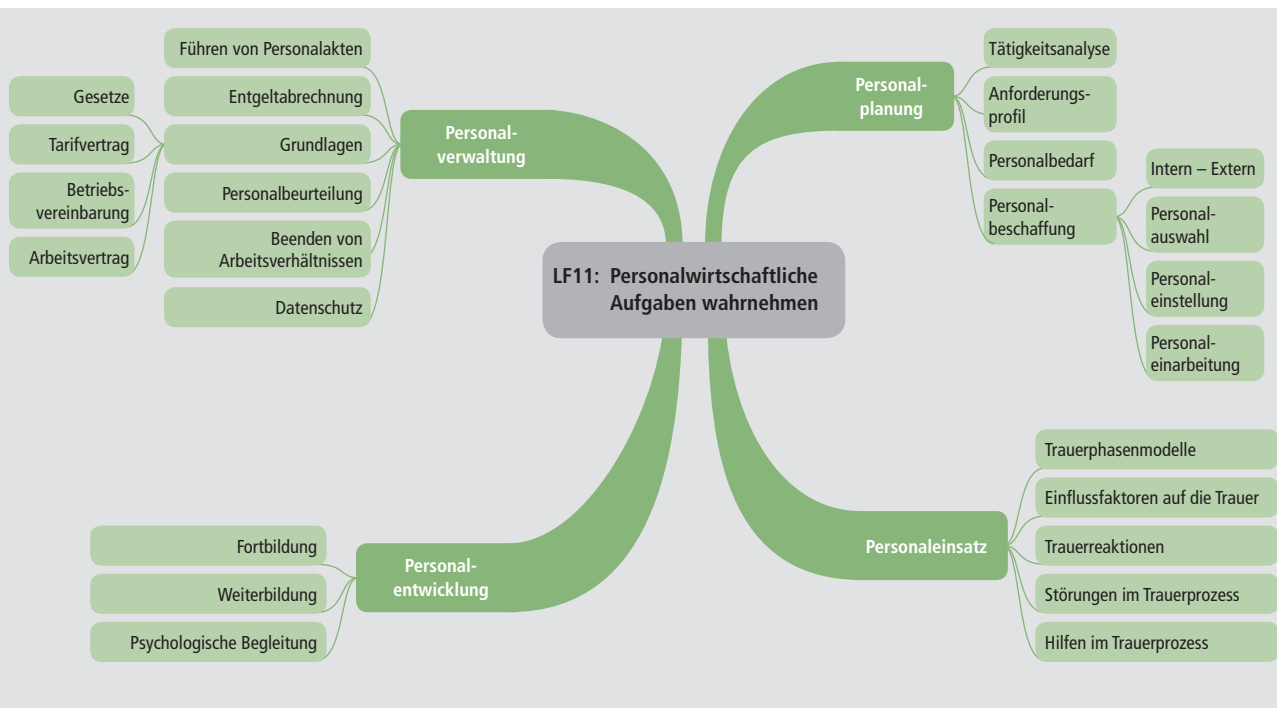 LF11: Personalwirtschaftliche
Aufgaben wahrnehmen
Personal-
verwaltung
Führen von Personalakten
Entgeltabrechnung
Grundlagen
Gesetze
Tarifvertrag
Betriebs-
vereinbarung
Arbeitsvertrag
Personalbeurteilung
Beenden von
Arbeitsverhältnissen
Datenschutz
Personal-
planung
Tätigkeitsanalyse
Anforderungs-
profil
Personalbedarf
Personal-
beschaffung
Intern – Extern
Personal-
auswahl
Personal-
einstellung
Personal-
einarbeitung
Personal-
entwicklung
Fortbildung
Weiterbildung
Psychologische Begleitung
Personaleinsatz
Trauerphasenmodelle
Einflussfaktoren auf die Trauer
Trauerreaktionen
Störungen im Trauerprozess
Hilfen im Trauerprozess